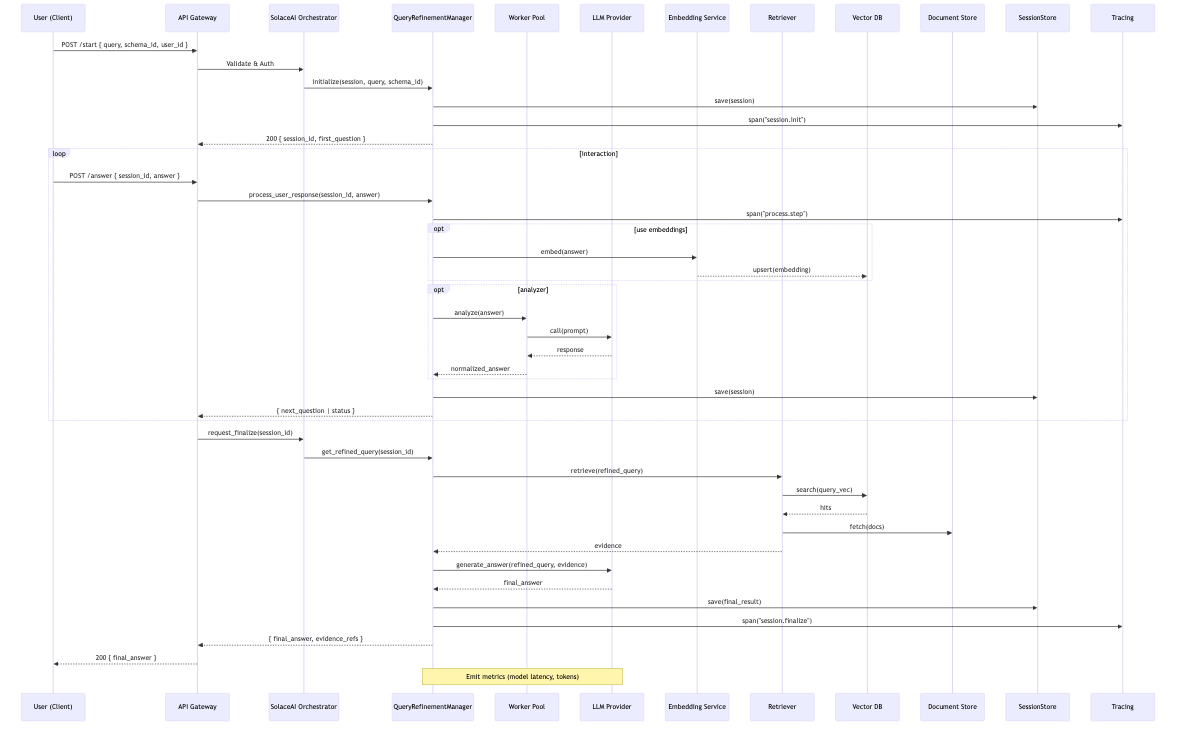 User (Client)
API Gateway
SolaceAI Orchestrator
QueryRefinementManager
Worker Pool
LLM Provider
Embedding Service
Retriever
Vector DB
Document Store
SessionStore
Tracing
POST /start { query, schema_id, user_id }
Validate & Auth
initialize(session, query, schema_id)
save(session)
span("session.init")
200 { session_id, first_question }
loop
[Interaction]
POST /answer { session_id, answer }
process_user_response(session_id, answer)
span("process.step")
opt
[use embeddings]
embed(answer)
upsert(embedding)
opt
[analyzer]
analyze(answer)
call(prompt)
response
normalized_answer
save(session)
{ next_question | status }
request_finalize(session_id)
get_refined_query(session_id)
retrieve(refined_query)
search(query_vec)
hits
fetch(docs)
evidence
generate_answer(refined_query, evidence)
final_answer
save(final_result)
span("session.finalize")
{ final_answer, evidence_refs }
200 { final_answer }
Emit metrics (model latency, tokens)
User (Client)
API Gateway
SolaceAI Orchestrator
QueryRefinementManager
Worker Pool
LLM Provider
Embedding Service
Retriever
Vector DB
Document Store
SessionStore
Tracing